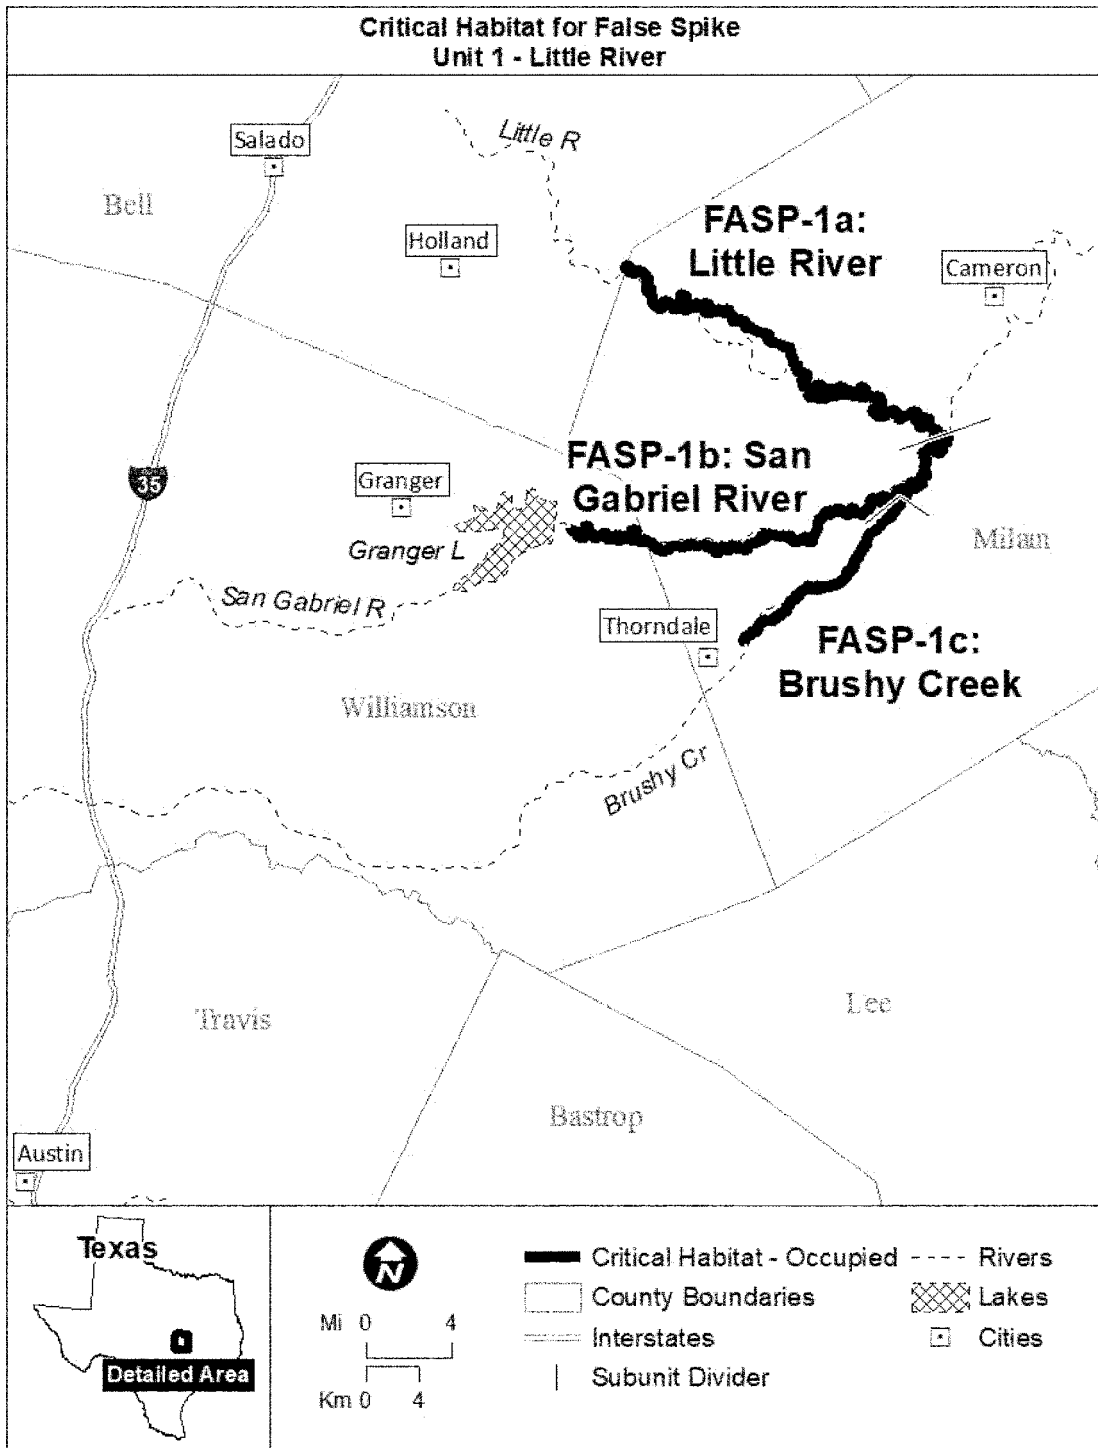 Critical Habitat for False Spike
Unit 1 - Little River
Salado
Little R
Bell
FASP-1a:
Little River
Holland
Cameron
35
FASP-1b: San
Gabriel River
Granger
Granger L
Milam
San Gabriel R
Thorndale
FASP-1c:
Brushy Creek
Williamson
Brushy Cr
Travis
Lee
Bastrop
Austin
Texas
Detailed Area
N
Mi 0 4
Km 0 4
Critical Habitat - Occupied
County Boundaries
Interstates
Subunit Divider
Rivers
Lakes
Cities